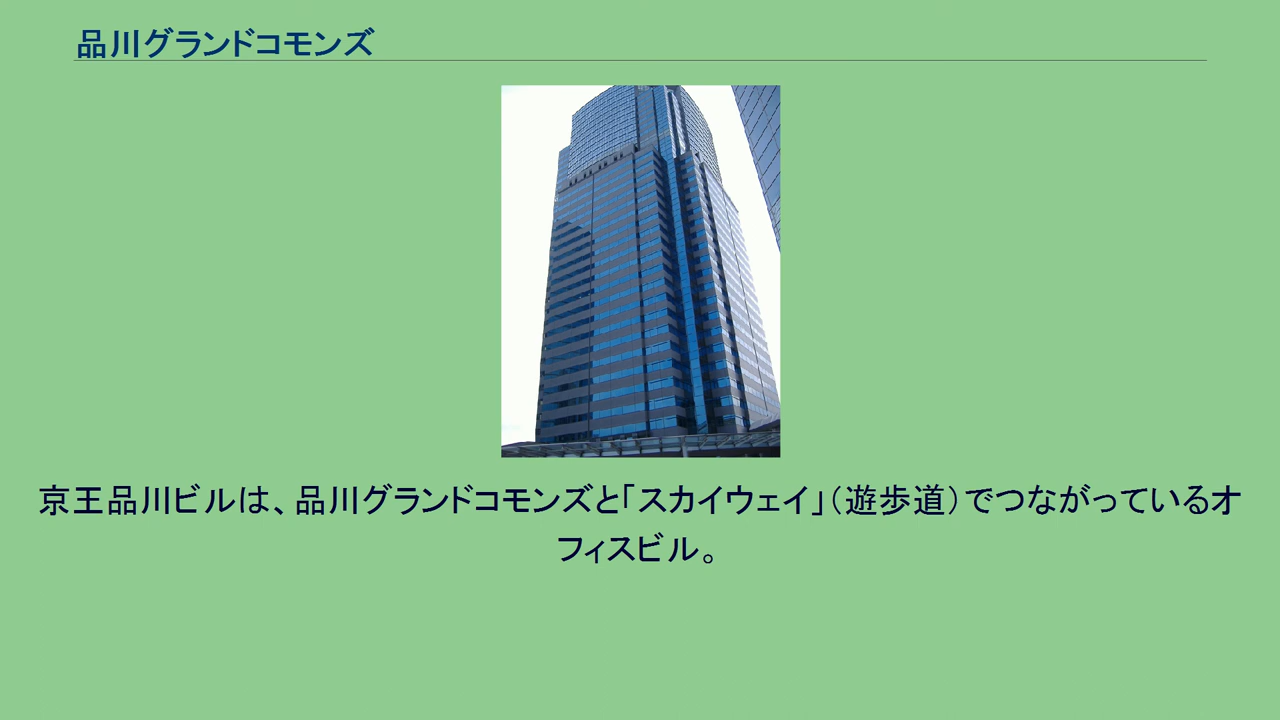 品川グランドコモンズ
京王品川ビルは、品川グランドコモンズと「スカイウェイ」（遊歩道）でつながっているオ
フィスビル。